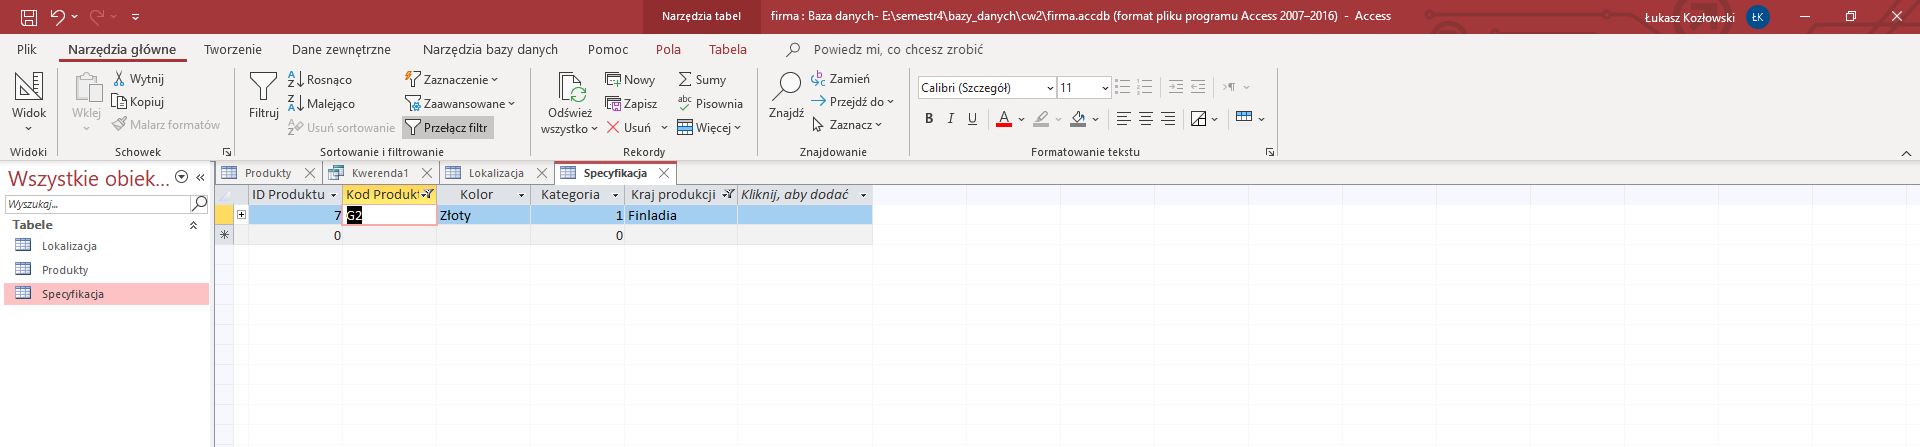 Narzędzia tabel
firma : Baza danych- E:\semestr4\bazy_danych\cw2\firma.accdb (format pliku programu Access 2007–2016) - Access
Łukasz Kozłowski
ŁK
Plik Narzędzia główne Tworzenie Dane zewnętrzne Narzędzia bazy danych Pomoc Pola Tabela Powiedz mi, co chcesz zrobić
Widok
Widoki
Wklej
Wytnij
Kopiuj
Malarz formatów
Schowek
Filtruj
Rosnąco
Malejąco
Usuń sortowanie
Zaznaczenie
Zaawansowane
Przełącz filtr
Sortowanie i filtrowanie
Odśwież
wszystko
Nowy
Zapisz
Usuń
Sumy
Pisownia
Więcej
Rekordy
Znajdź
Zamień
Przejdź do
Zaznacz
Znajdowanie
Calibri (Szczegół) 11
B I U A
Formatowanie tekstu
Wszystkie obiek...
Wyszukaj...
Tabele
Lokalizacja
Produkty
Specyfikacja
Produkty Kwerenda1 Lokalizacja Specyfikacja
ID Produktu Kod Produkt Kolor Kategoria Kraj produkcji Kliknij, aby dodać
7 G2 Złoty 1 Finladia
0 0